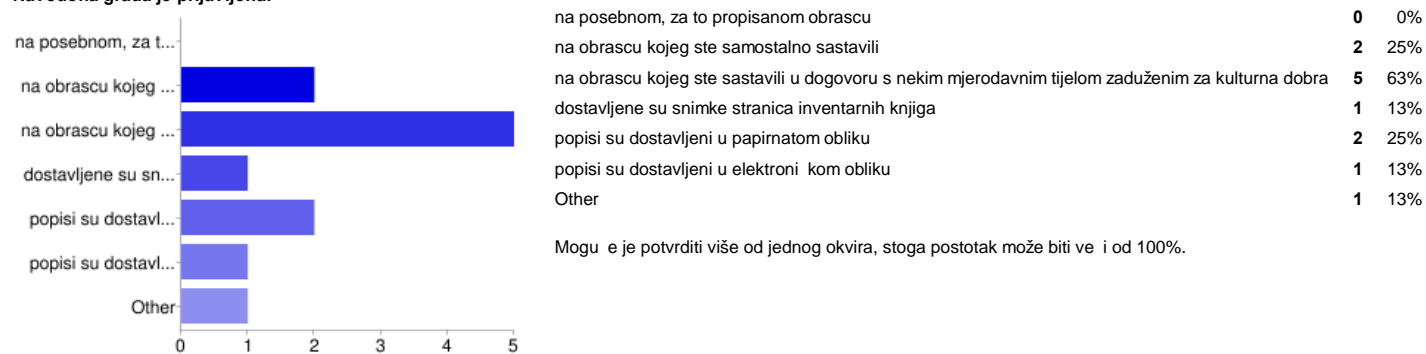 na posebnom, za t...
na obrascu kojeg ...
na obrascu kojeg ...
dostavljene su sn...
popisi su dostavl...
popisi su dostavl...
Other
0 1 2 3 4 5
na posebnom, za to propisanom obrascu 0 0%
na obrascu kojeg ste samostalno sastavili 2 25%
na obrascu kojeg ste sastavili u dogovoru s nekim mjerodavnim tijelom zaduženim za kulturna dobra 5 63%
dostavljene su snimke stranica inventarnih knjiga 1 13%
popisi su dostavljeni u papirnatom obliku 2 25%
popisi su dostavljeni u elektroni kom obliku 1 13%
Other 1 13%
Mogu e je potvrditi više od jednog okvira, stoga postotak može biti ve i od 100%.